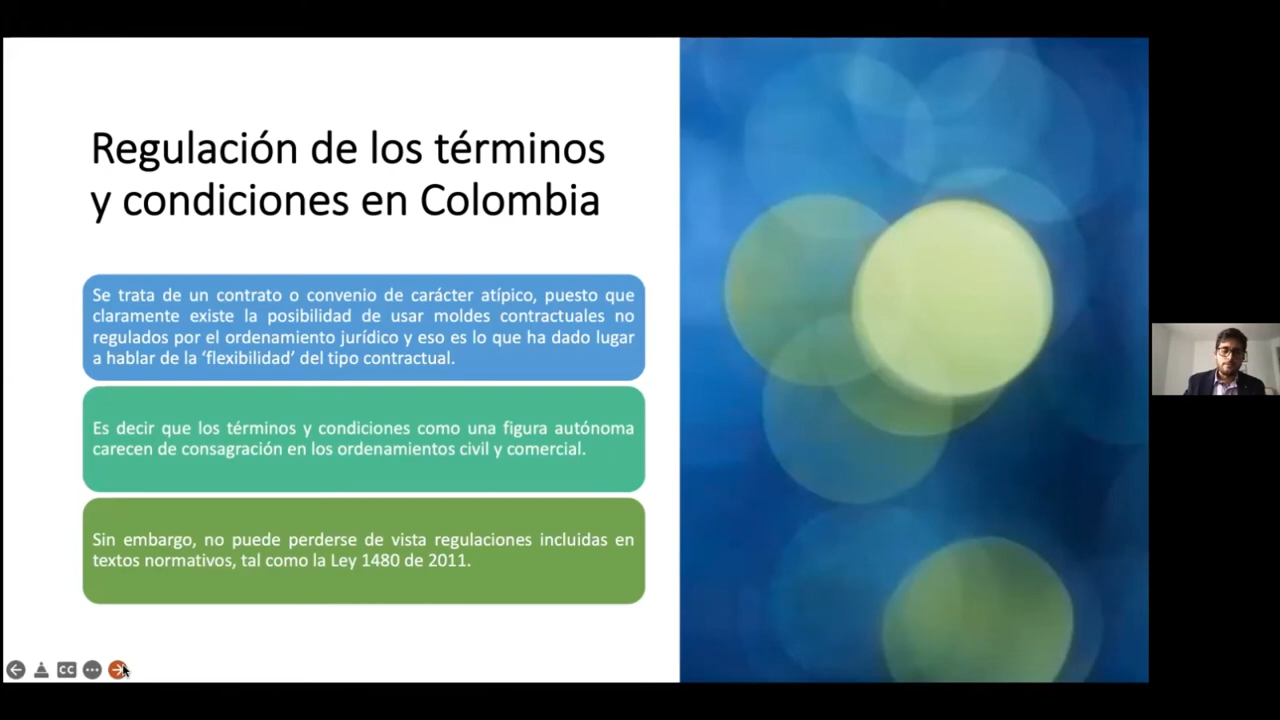 Regulación de los términos
y condiciones en Colombia
Se trata de un contrato o convenio de carácter atípico, puesto que
claramente existe la posibilidad de usar moldes contractuales no
regulados por el ordenamiento jurídico y eso es lo que ha dado lugar
a hablar de la ‘flexibilidad’ del tipo contractual.
Es decir que los términos y condiciones como una figura autónoma
carecen de consagración en los ordenamientos civil y comercial.
Sin embargo, no puede perderse de vista regulaciones incluidas en
textos normativos, tal como la Ley 1480 de 2011.
CC